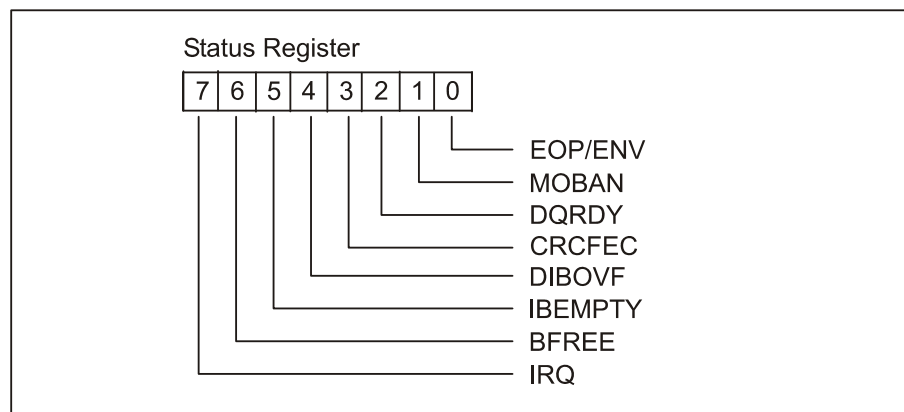 Status Register
7 6 5 4 3 2 1 0
EOP/ENV
MOBAN
DQRDY
CRCFEC
DIBOVF
IBEMPTY
BFREE
IRQ